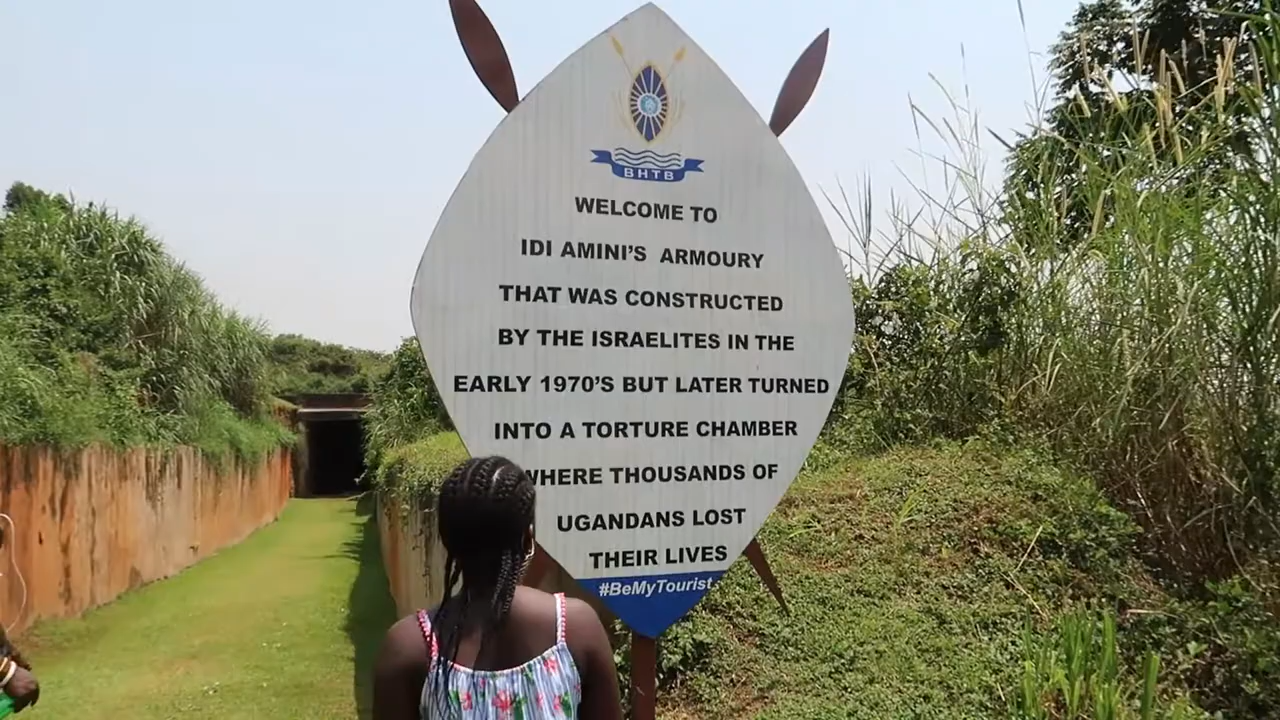 BHTB
WELCOME TO
IDI AMINI'S ARMOURY
THAT WAS CONSTRUCTED
BY THE ISRAELITES IN THE
EARLY 1970'S BUT LATER TURNED
INTO A TORTURE CHAMBER
WHERE THOUSANDS OF
UGANDANS LOST
THEIR LIVES
#BeMyTourist